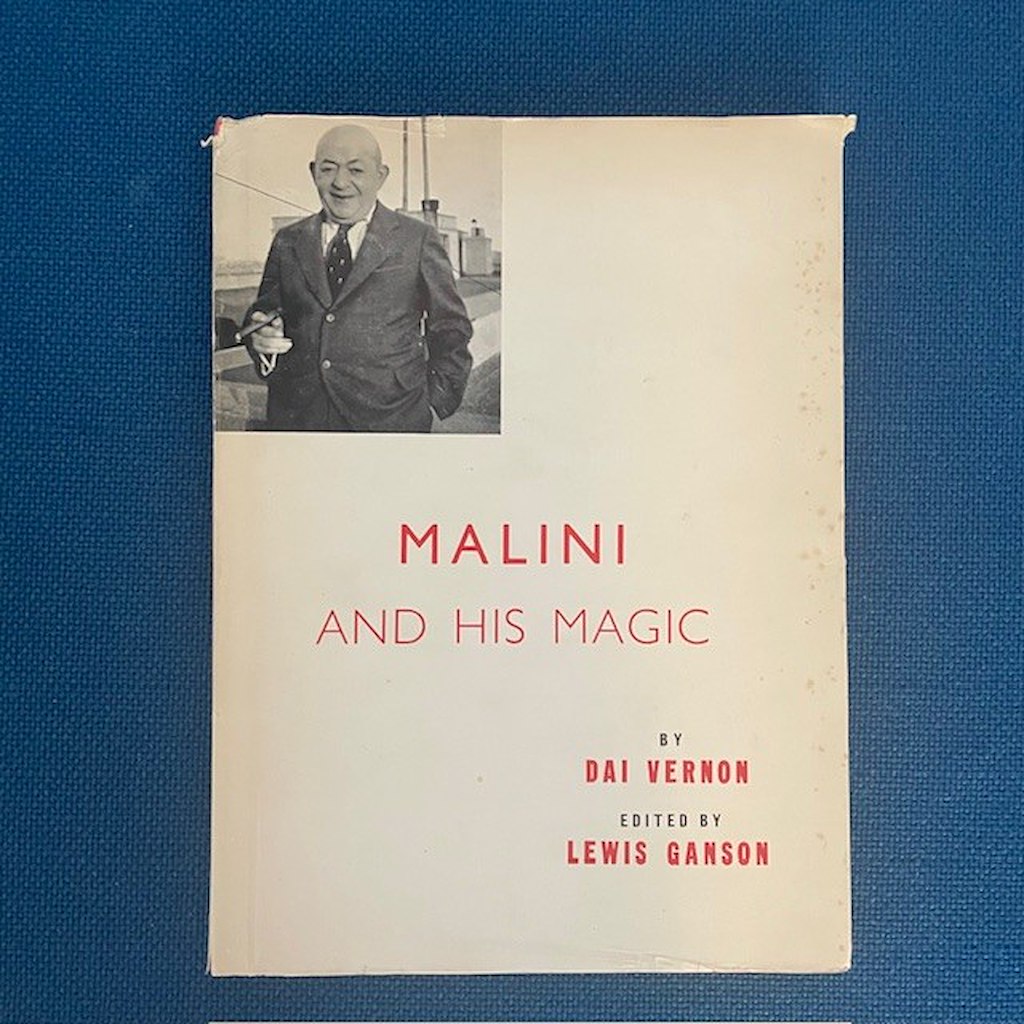 MALINI
AND HIS MAGIC
BY
DAI VERNON
EDITED BY
LEWIS GANSON